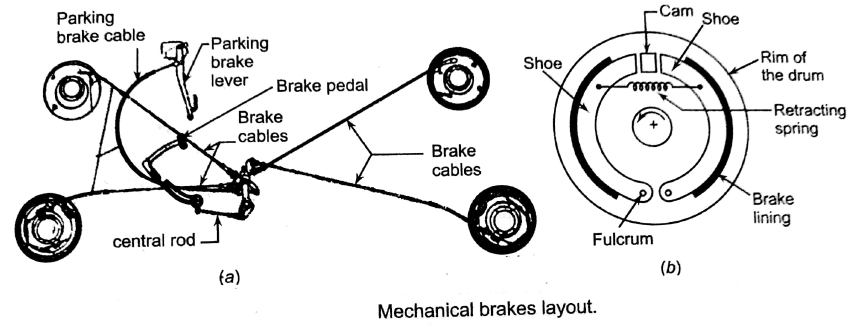 Parking
brake cable
Parking
brake
lever
Brake pedal
Brake
cables
Brake
cables
central rod
(a)
Cam
Shoe
Shoe
Rim of
the drum
Retracting
spring
Brake
lining
Fulcrum
(b)
Mechanical brakes layout.